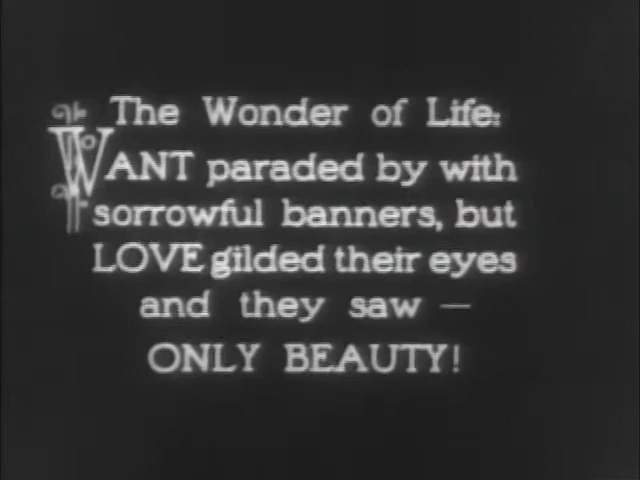 The Wonder of Life:
WANT paraded by with
sorrowful banners, but
LOVE gilded their eyes
and they saw —
ONLY BEAUTY!